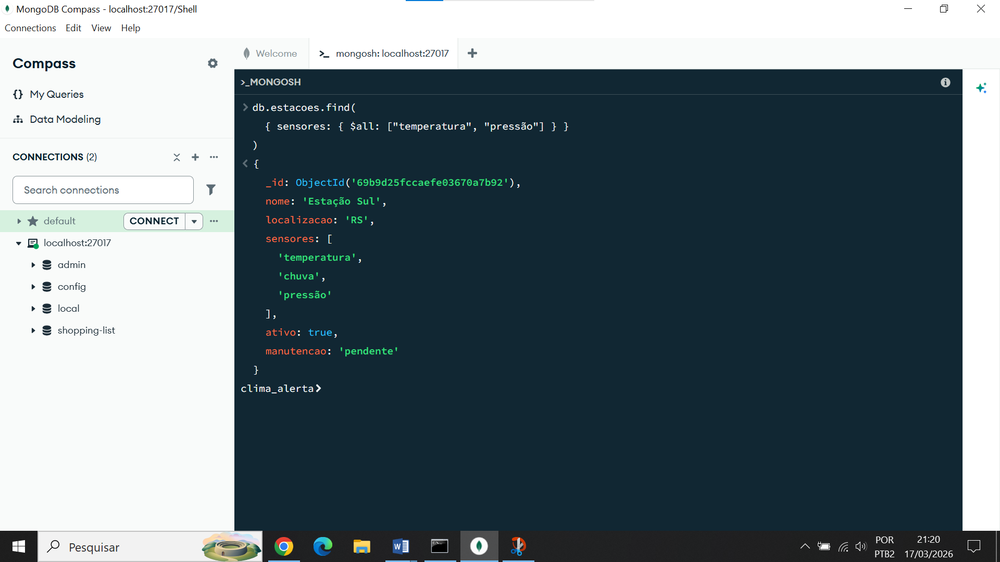 MongoDB Compass - localhost:27017/Shell
Connections Edit View Help
Compass
My Queries
Data Modeling
CONNECTIONS (2)
Search connections
default CONNECT
localhost:27017
admin
config
local
shopping-list
Welcome
>_ mongosh: localhost:27017
>_MONGOSH
> db.estacoes.find(
{ sensores: { $all: ["temperatura", "pressão"] } }
)
< {
_id: ObjectId('69b9d25fccaefe03670a7b92'),
nome: 'Estação Sul',
localizacao: 'RS',
sensores: [
'temperatura',
'chuva',
'pressão'
],
ativo: true,
manutencao: 'pendente'
}
clima_alerta>
Pesquisar
POR
PTB2
21:20
17/03/2026